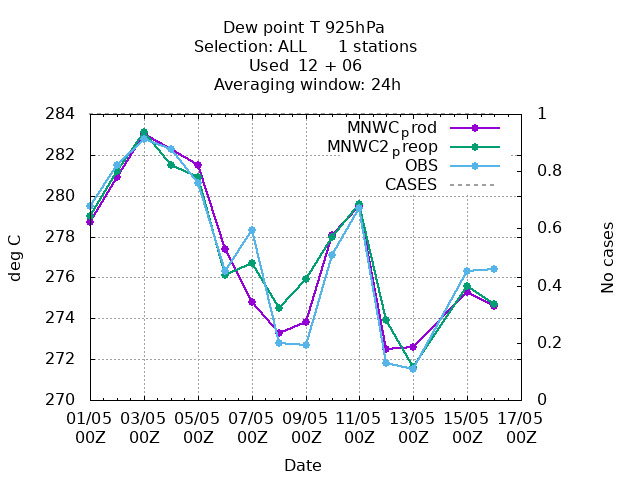 Dew point T 925hPa
Selection: ALL      1 stations
Used  12 + 06
Averaging window: 24h
284 1
MNWCprod
MNWC2preop
OBS
CASES
282
280 0.8
278 0.6
276 0.4
274
272 0.2
270 0
deg C
No cases
01/05 03/05 05/05 07/05 09/05 11/05 13/05 15/05 17/05
00Z 00Z 00Z 00Z 00Z 00Z 00Z 00Z 00Z
Date